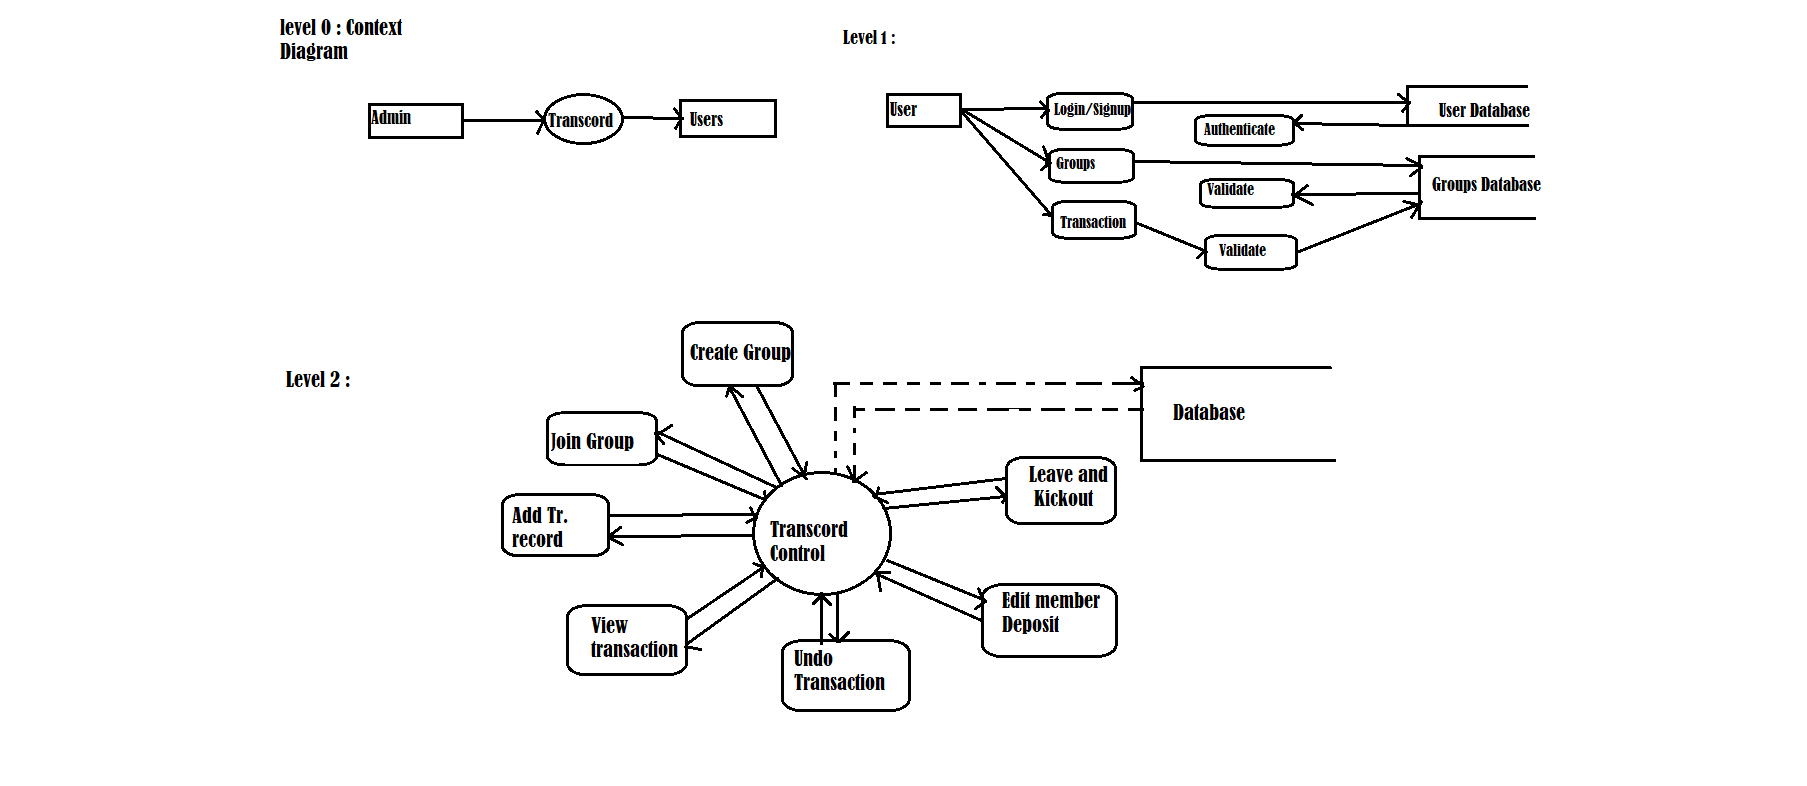 level 0 : Context
Diagram
Admin
Transcord
Users
Level 1 :
User
Login/Signup
User Database
Authenticate
Groups
Validate
Groups Database
Transaction
Validate
Level 2 :
Create Group
Join Group
Database
Leave and
Kickout
Add Tr.
record
Transcord
Control
Edit member
Deposit
View
transaction
Undo
Transaction